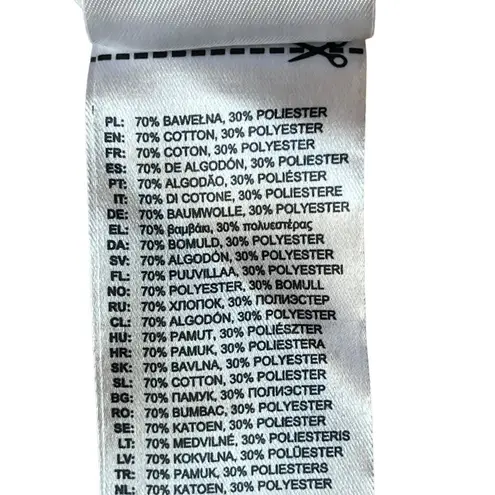 PL: 70% BAWEŁNA, 30% POLIESTER
EN: 70% COTTON, 30% POLYESTER
FR: 70% COTON, 30% POLYESTER
ES: 70% DE ALGODÓN, 30% POLYESTER
PT: 70% ALGODÃO, 30% POLIÉSTER
IT: 70% DI COTONE, 30% POLIESTERE
DE: 70% BAUMWOLLE, 30% POLYESTER
EL: 70% βαμβάκι, 30% πολυεστέρας
DA: 70% BOMULD, 30% POLYESTER
SV: 70% ALGODÓN, 30% POLYESTER
FL: 70% PUUVILLAA, 30% POLYESTERI
NO: 70% POLYESTER, 30% BOMULL
RU: 70% ХЛОПОК, 30% ПОЛИЭСТЕР
CL: 70% ALGODÓN, 30% POLYESTER
HU: 70% PAMUT, 30% POLIÉSZTER
HR: 70% PAMUK, 30% POLIESTERA
SK: 70% BAVLNA, 30% POLYESTER
SL: 70% COTTON, 30% POLYESTER
BG: 70% ПАМУК, 30% ПОЛИЭСТЕР
RO: 70% BUMBAC, 30% POLYESTER
SE: 70% KATOEN, 30% POLYESTER
LT: 70% MEDVILNÉ, 30% POLIESTERIS
LV: 70% KOKVILNA, 30% POLÜESTER
TR: 70% PAMUK, 30% POLIESTERS
NL: 70% KATOEN, 30% POLYESTER